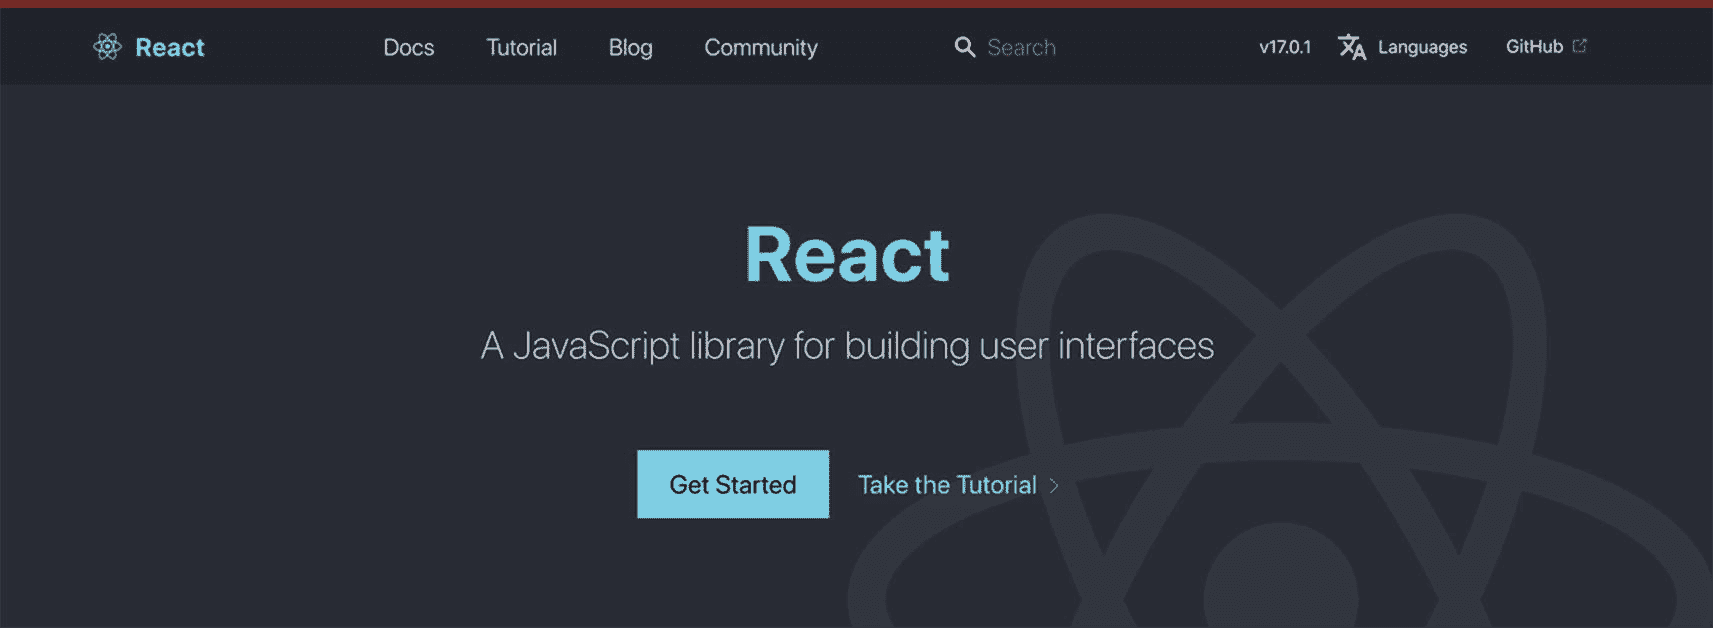 React Docs Tutorial Blog Community Search v17.0.1 Languages GitHub
React
A JavaScript library for building user interfaces
Get Started Take the Tutorial